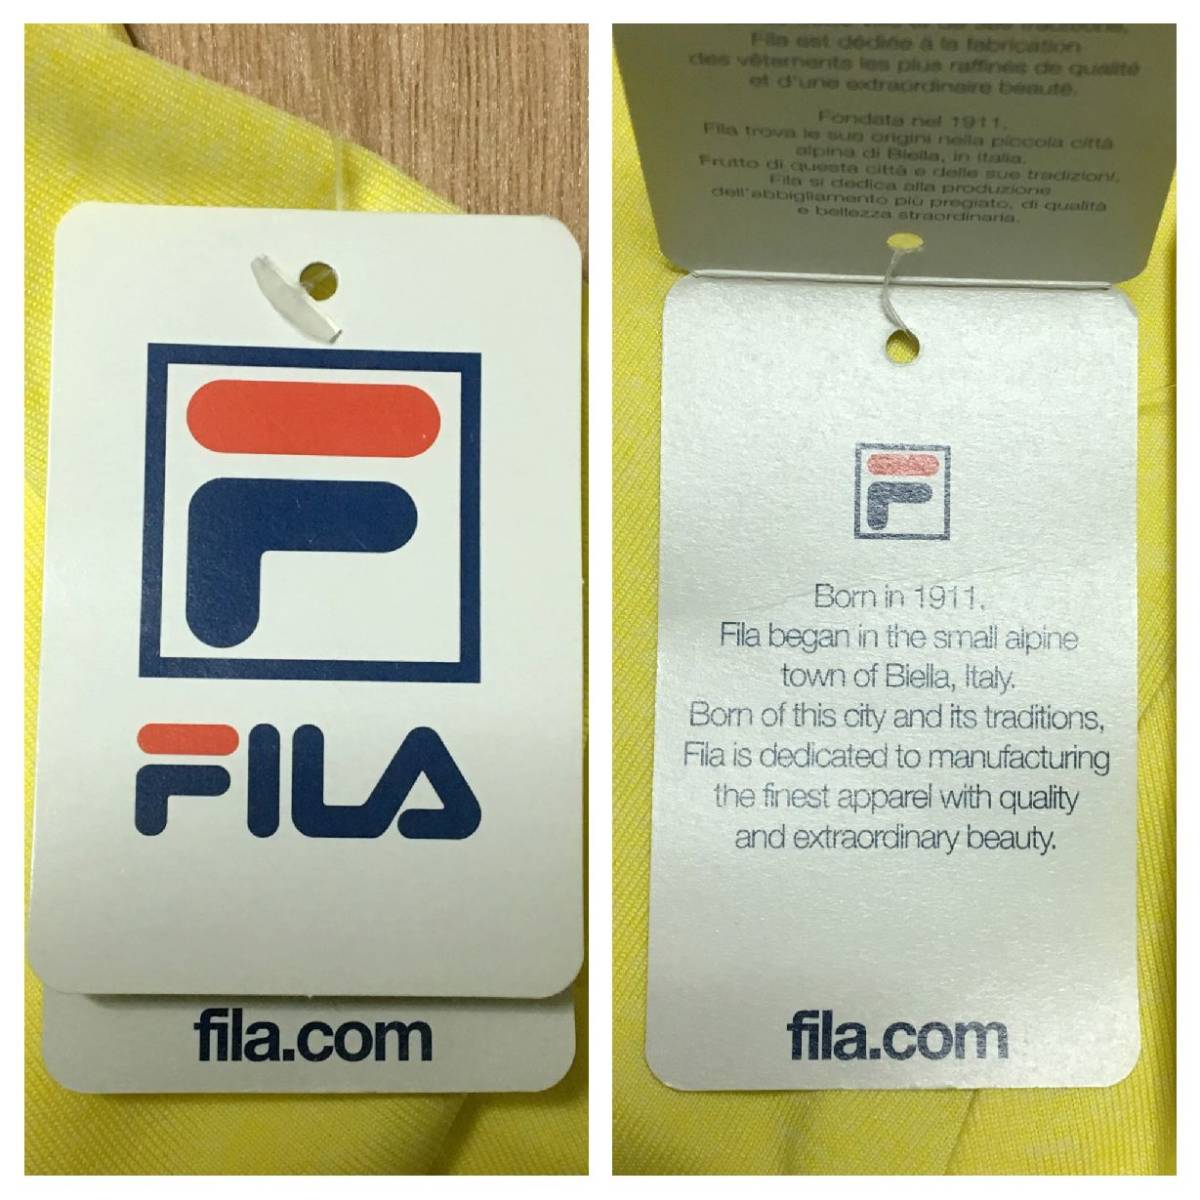 FILA
fila.com
Fila est dédiée à la fabrication
des vêtements les plus raffinés de qualité
et d'une extraordinaire beauté.
Fondata nel 1911.
Fila trova le sue origini nella piccola città
alpina di Biella, in Italia.
Frutto di questa città e delle sue tradizioni,
Fila si dedica alla produzione
dell'abbigliamento più pregiato, di qualità
e bellezza straordinaria.
Born in 1911.
Fila began in the small alpine
town of Biella, Italy.
Born of this city and its traditions,
Fila is dedicated to manufacturing
the finest apparel with quality
and extraordinary beauty.
fila.com